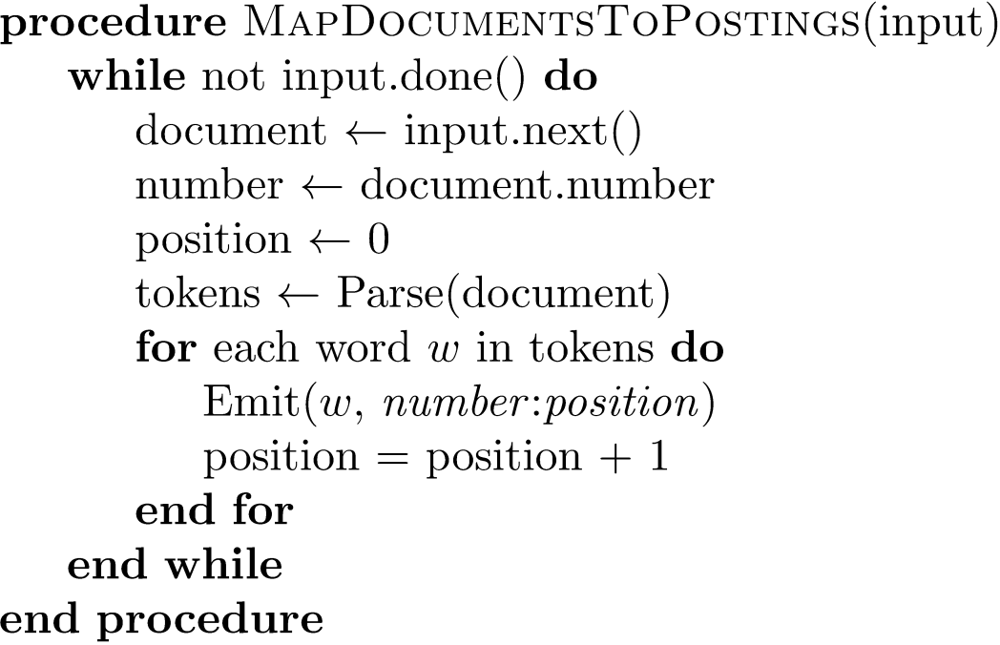 procedure MapDocumentsToPostings(input)
while not input.done() do
document ← input.next()
number ← document.number
position ← 0
tokens ← Parse(document)
for each word w in tokens do
Emit(w, number:position)
position = position + 1
end for
end while
end procedure